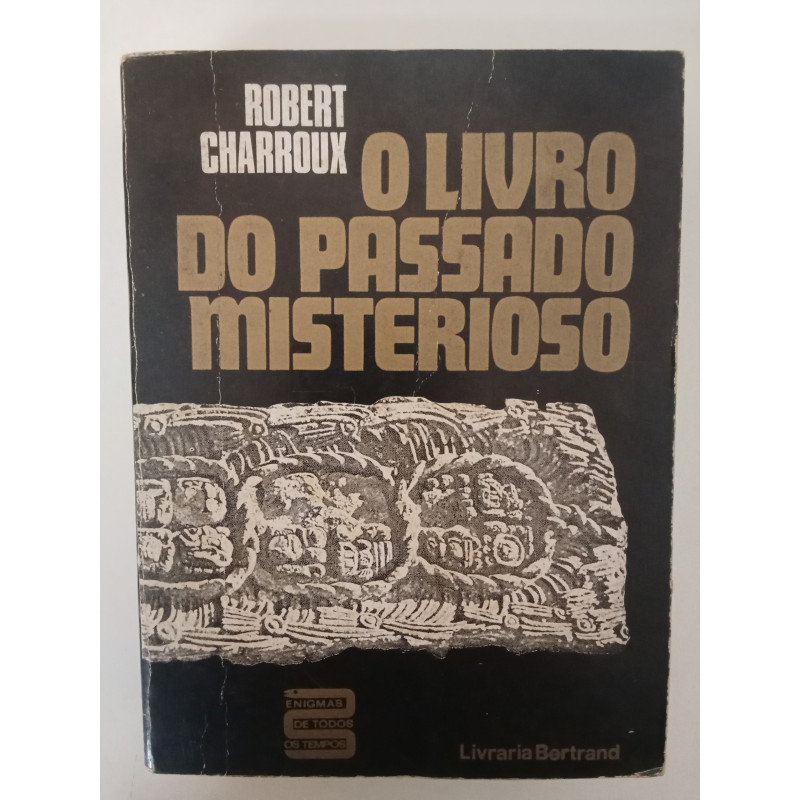 ROBERT
CHARROUX
O LIVRO
DO PASSADO
MISTERIOSO
ENIGMAS
DE TODOS
OS TEMPOS
Livraria Bertrand